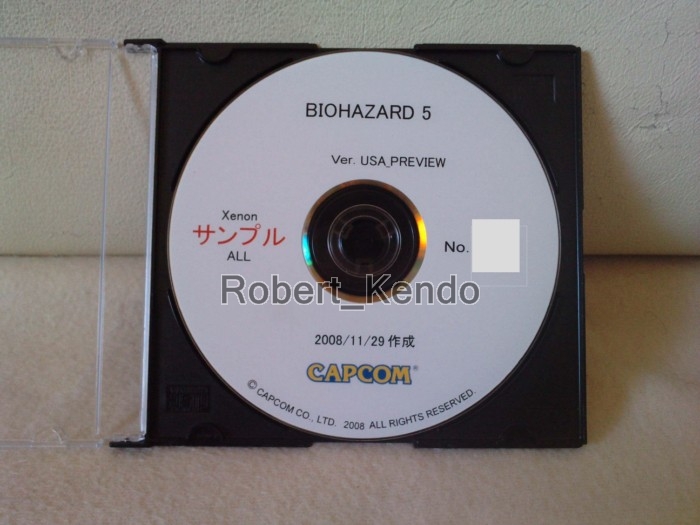 BIOHAZARD 5
Ver. USA_PREVIEW
Xenon
サンプル
ALL
No.
Robert_Kendo
2008/11/29 作成
CAPCOM®
© CAPCOM CO., LTD. 2008 ALL RIGHTS RESERVED.